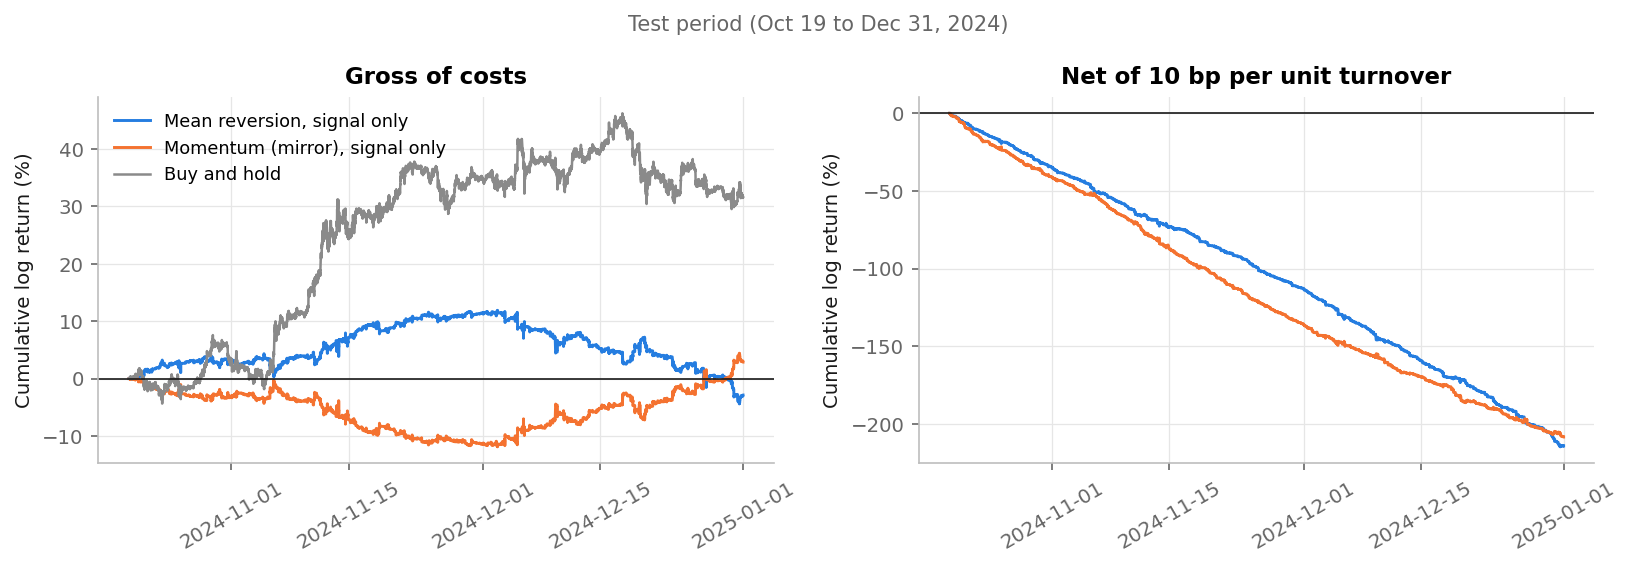 Test period (Oct 19 to Dec 31, 2024)
Gross of costs
Cumulative log return (%)
40
30
20
10
0
−10
Mean reversion, signal only
Momentum (mirror), signal only
Buy and hold
2024-11-01
2024-11-15
2024-12-01
2024-12-15
2025-01-01
Net of 10 bp per unit turnover
Cumulative log return (%)
0
−50
−100
−150
−200
2024-11-01
2024-11-15
2024-12-01
2024-12-15
2025-01-01